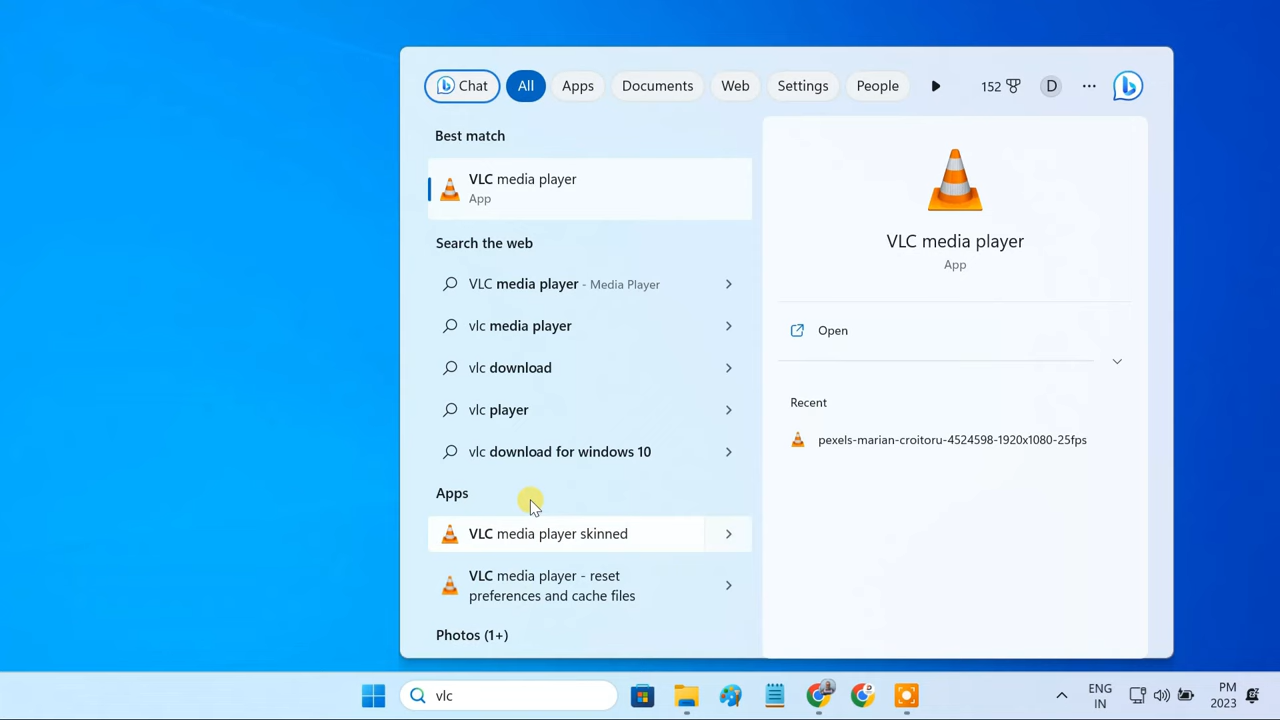 Chat
All
Apps
Documents
Web
Settings
People
152
D
Best match
VLC media player
App
Search the web
VLC media player - Media Player
vlc media player
vlc download
vlc player
vlc download for windows 10
Apps
VLC media player skinned
VLC media player - reset
preferences and cache files
Photos (1+)
VLC media player
App
Open
Recent
pexels-marian-croitoru-4524598-1920x1080-25fps
vlc
ENG
IN
PM
2023